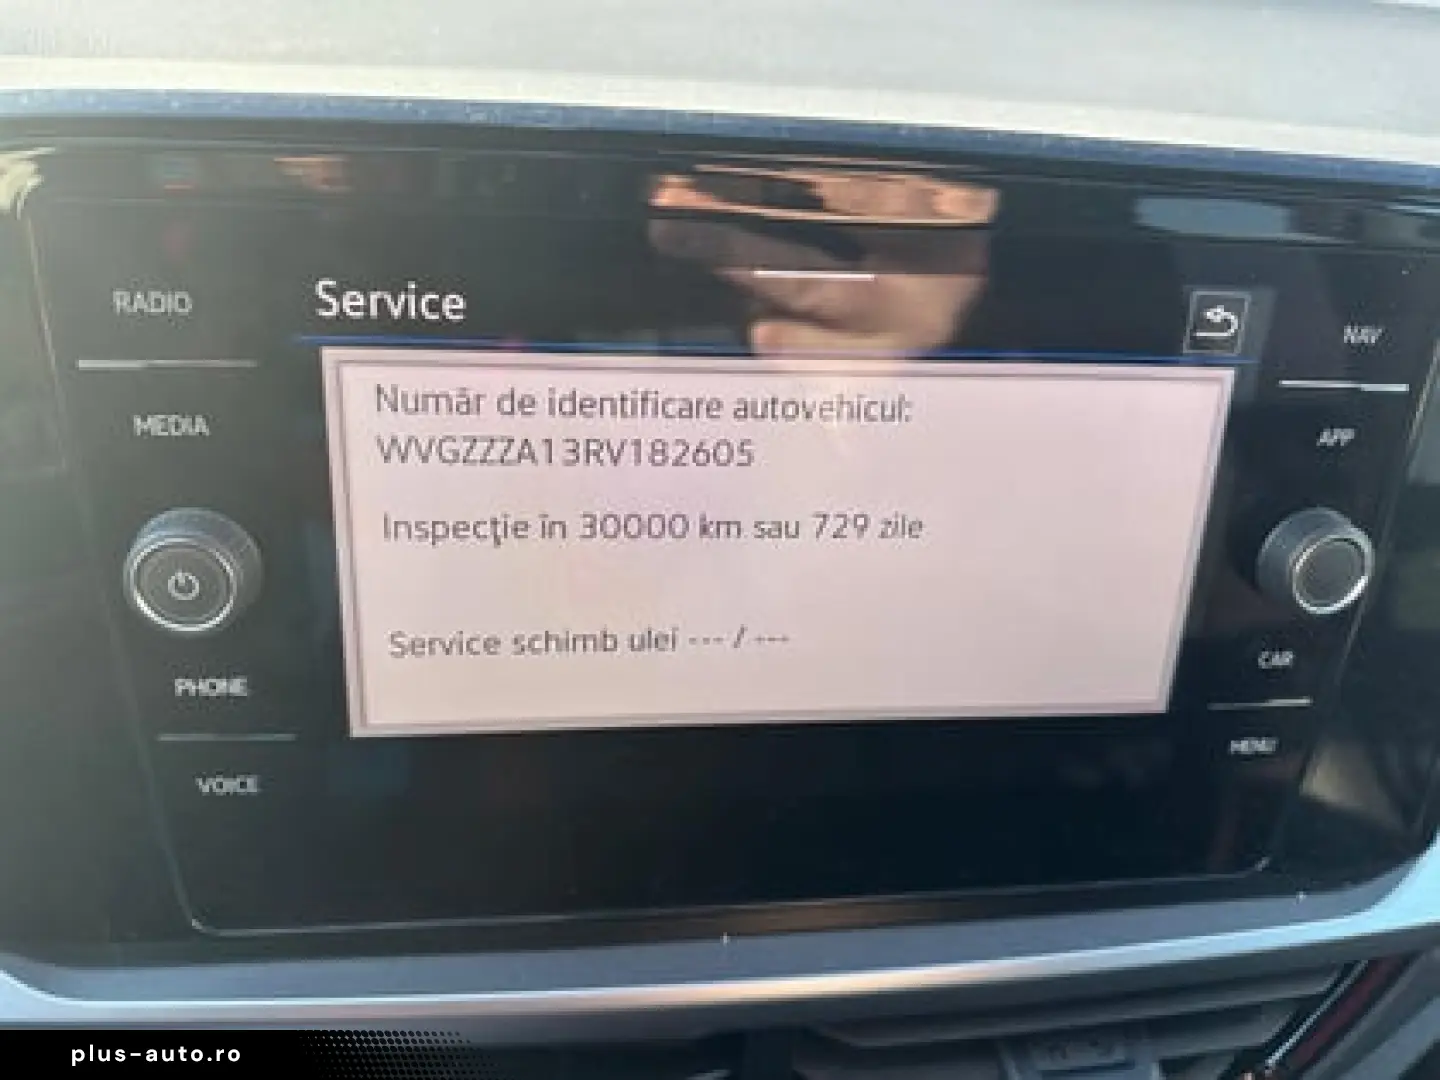 Service
RADIO
NAV
MEDIA
Număr de identificare autovehicul:
WVGZZZA13RV182605
APP
Inspecţie în 30000 km sau 729 zile
Service schimb ulei --- / ---
PHONE
CAR
VOICE
MENU
plus-auto.ro